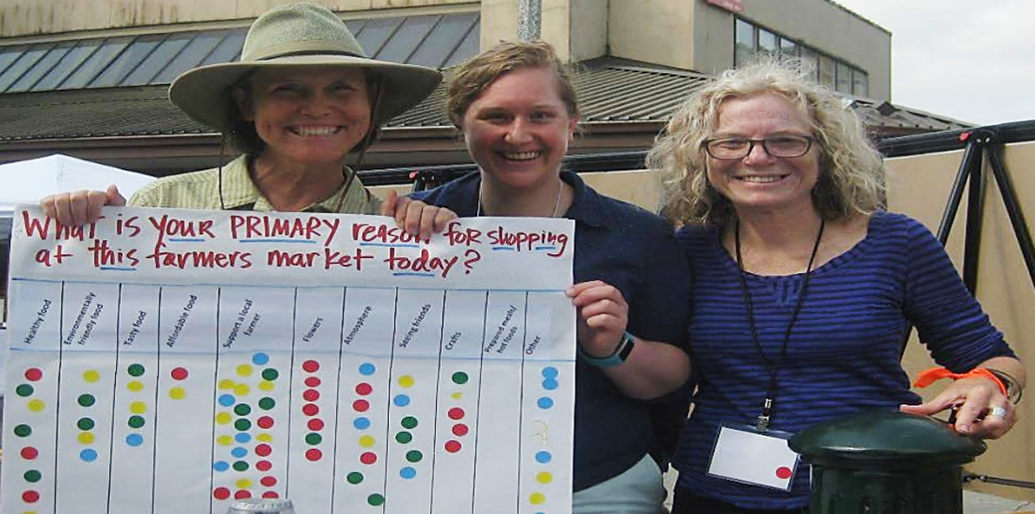 What is your PRIMARY reason for shopping
at this farmers market today?
Healthy food
Environmentally
friendly food
Tasty food
Affordable food
Support a local
farmer
Flowers
Atmosphere
Seeing friends
Crafts
Prepared meals/
hot foods
Other